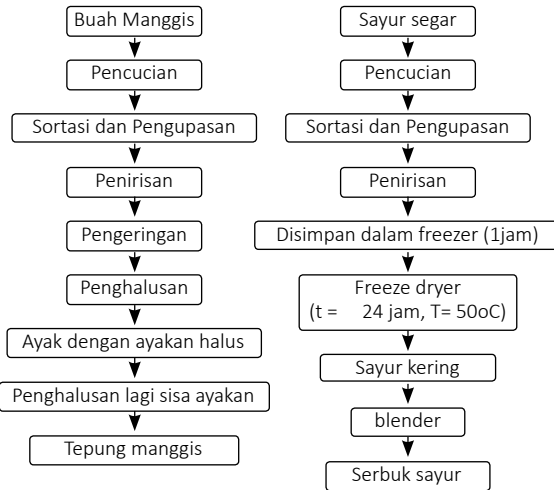 Buah Manggis
Pencucian
Sortasi dan Pengupasan
Penirisan
Pengeringan
Penghalusan
Ayak dengan ayakan halus
Penghalusan lagi sisa ayakan
Tepung manggis
Sayur segar
Pencucian
Sortasi dan Pengupasan
Penirisan
Disimpan dalam freezer (1jam)
Freeze dryer
(t = 24 jam, T= 50oC)
Sayur kering
blender
Serbuk sayur